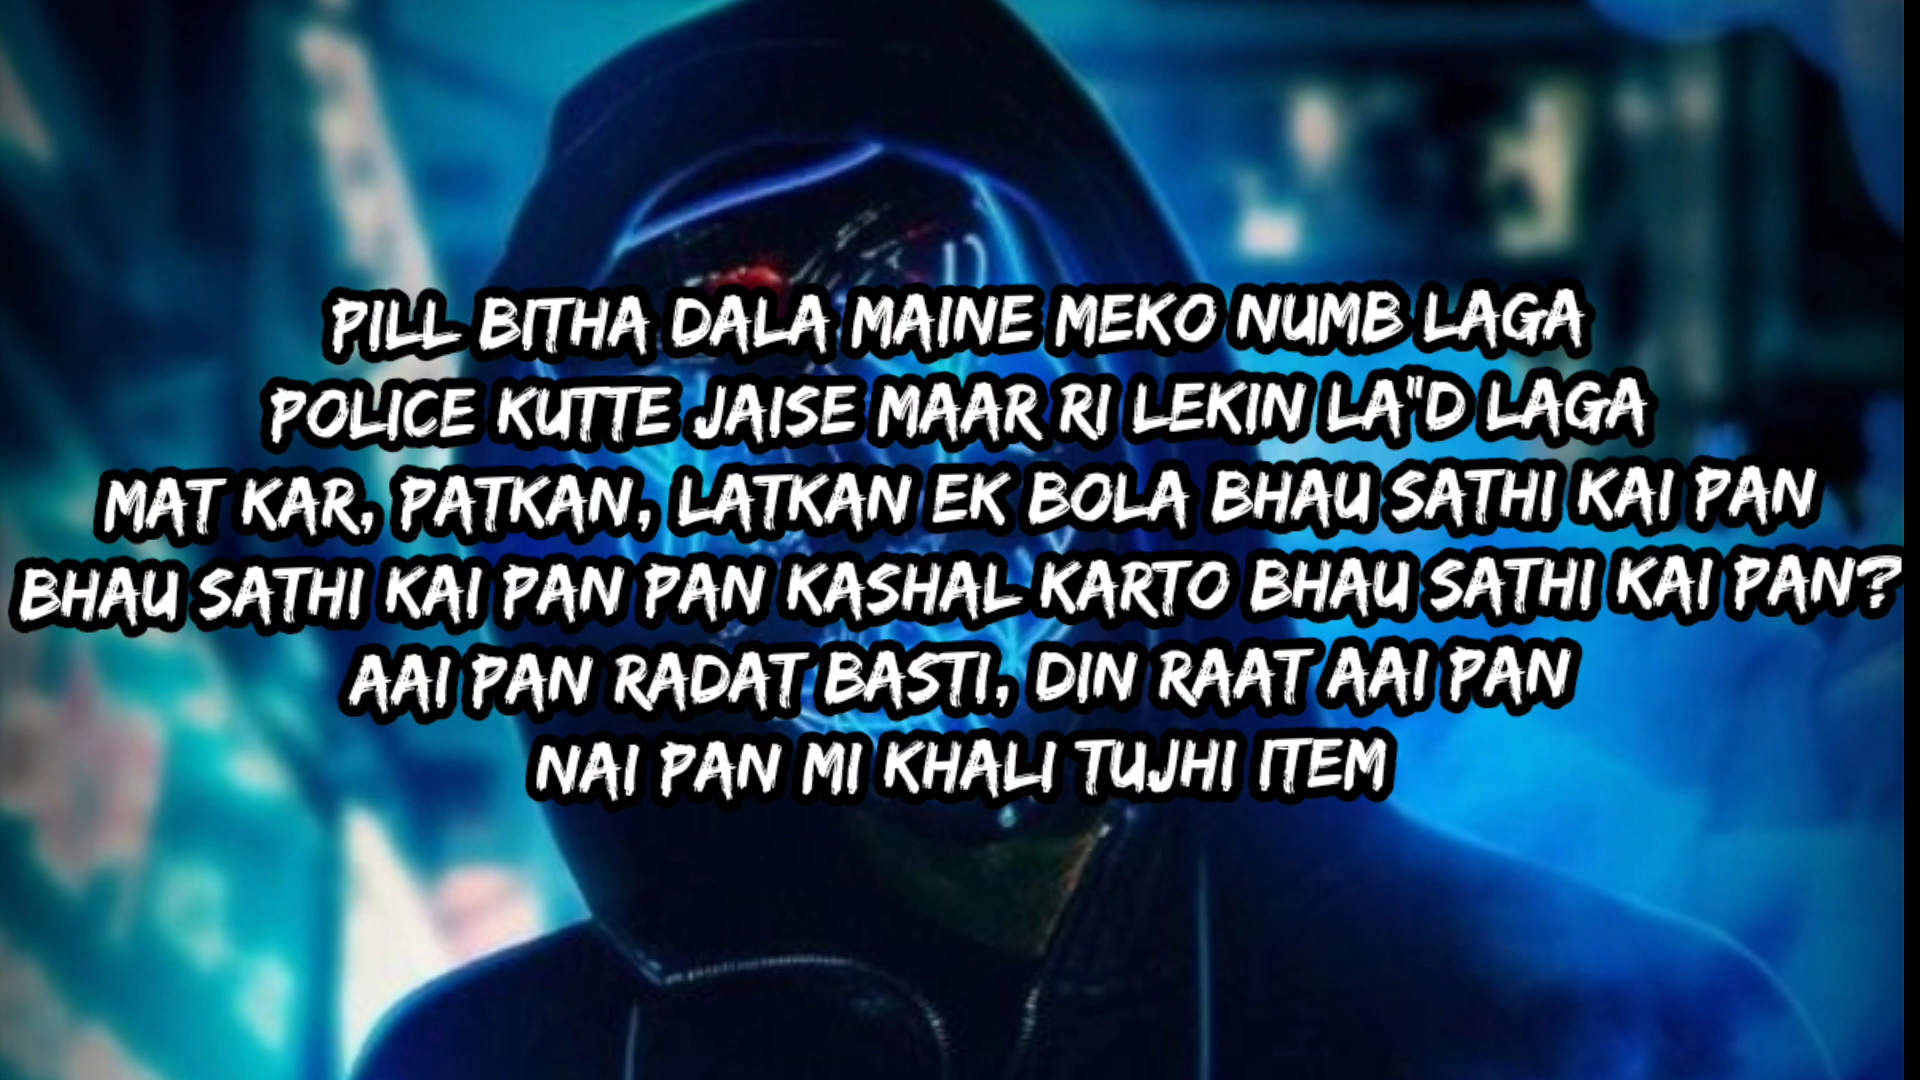 PILL BITHA DALA MAINE MEKO NUMB LAGA
POLICE KUTTE JAISE MAAR RI LEKIN LA"D LAGA
MAT KAR, PATKAN, LATKAN EK BOLA BHAU SATHI KAI PAN
BHAU SATHI KAI PAN PAN KASHAL KARTO BHAU SATHI KAI PAN?
AAI PAN RADAT BASTI, DIN RAAT AAI PAN
NAI PAN MI KHALI TUJHI ITEM